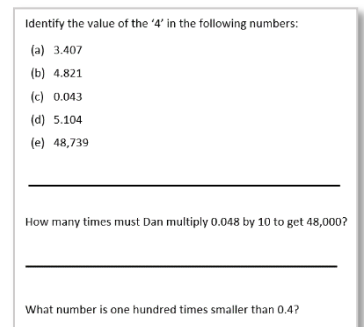 Identify the value of the ‘4’ in the following numbers:
(a) 3.407
(b) 4.821
(c) 0.043
(d) 5.104
(e) 48,739
How many times must Dan multiply 0.048 by 10 to get 48,000?
What number is one hundred times smaller than 0.4?